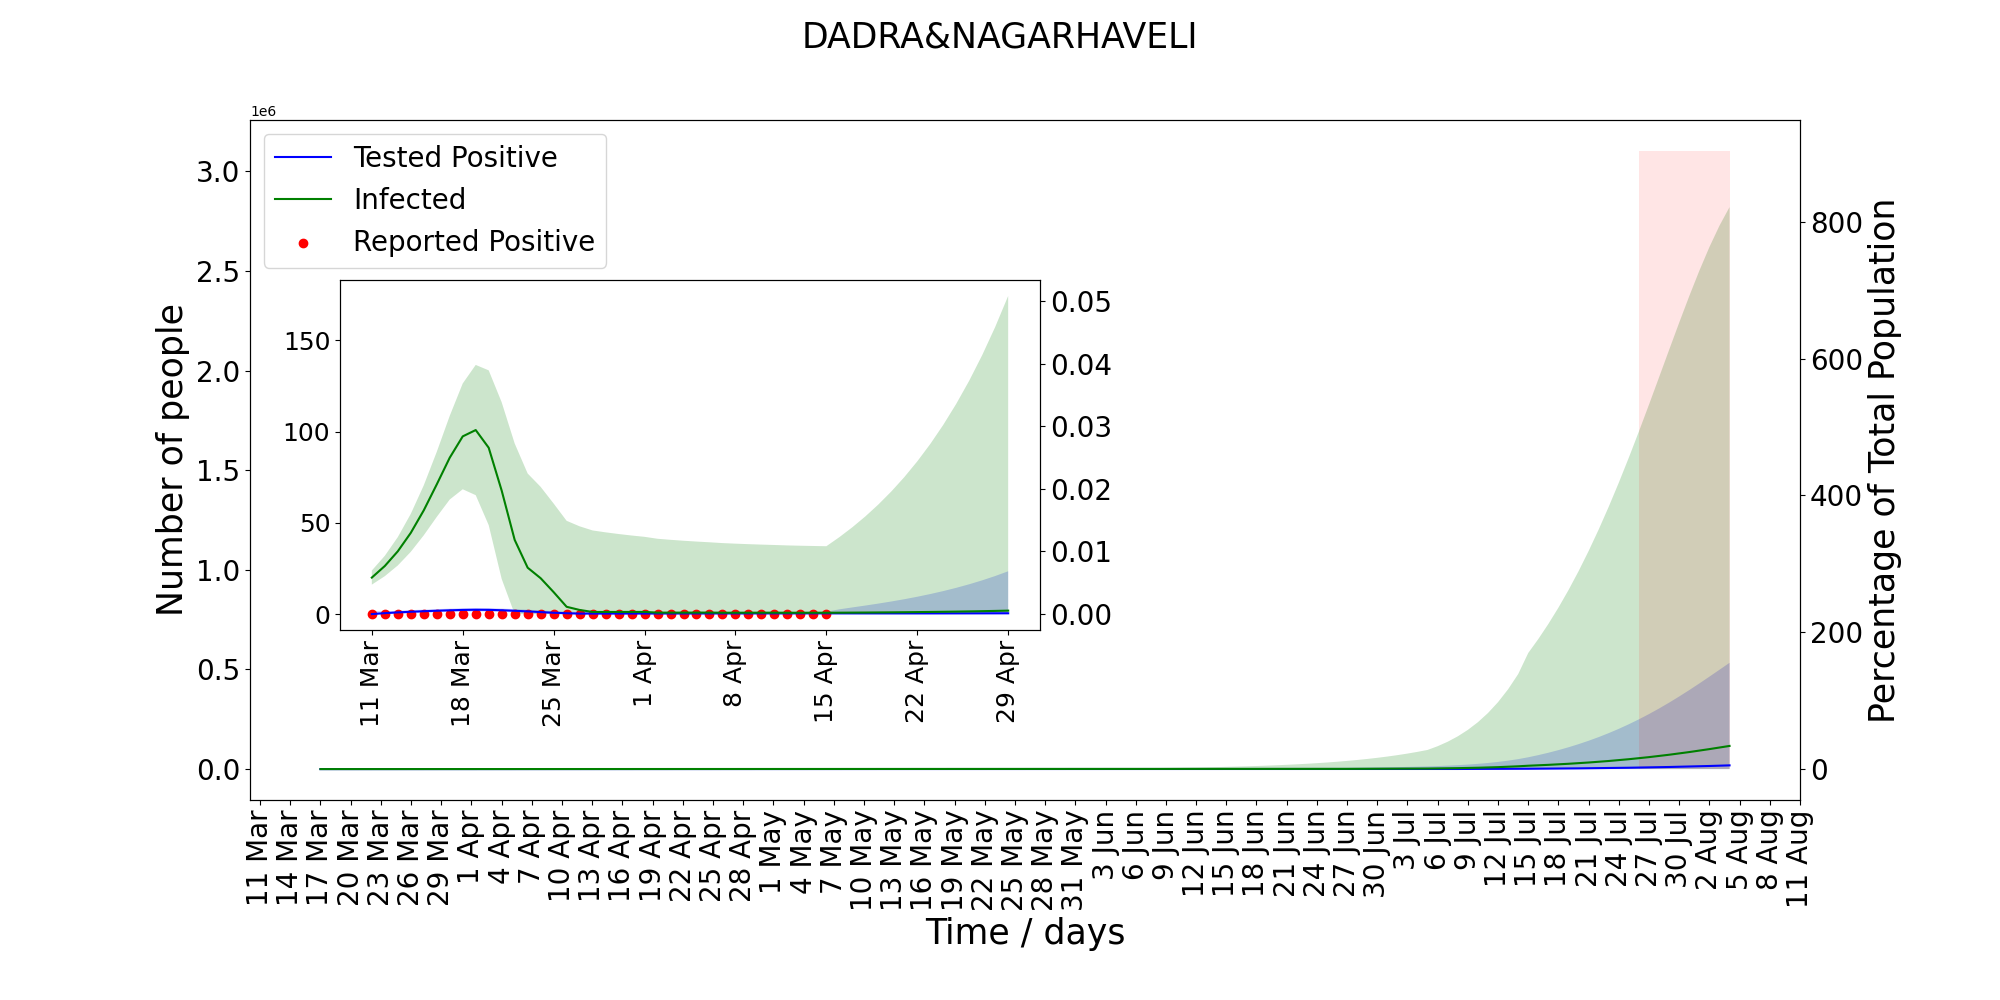 DADRA&NAGARHAVELI
1e6
Tested Positive
Infected
Reported Positive
3.0
2.5
2.0
1.5
1.0
0.5
0.0
Number of people
800
600
400
200
0
Percentage of Total Population
150
100
50
0
0.05
0.04
0.03
0.02
0.01
0.00
11 Mar
18 Mar
25 Mar
1 Apr
8 Apr
15 Apr
22 Apr
29 Apr
11 Mar
14 Mar
17 Mar
20 Mar
23 Mar
26 Mar
29 Mar
1 Apr
4 Apr
7 Apr
10 Apr
13 Apr
16 Apr
19 Apr
22 Apr
25 Apr
28 Apr
1 May
4 May
7 May
10 May
13 May
16 May
19 May
22 May
25 May
28 May
31 May
3 Jun
6 Jun
9 Jun
12 Jun
15 Jun
18 Jun
21 Jun
24 Jun
27 Jun
30 Jun
3 Jul
6 Jul
9 Jul
12 Jul
15 Jul
18 Jul
21 Jul
24 Jul
27 Jul
30 Jul
2 Aug
5 Aug
8 Aug
11 Aug
Time / days